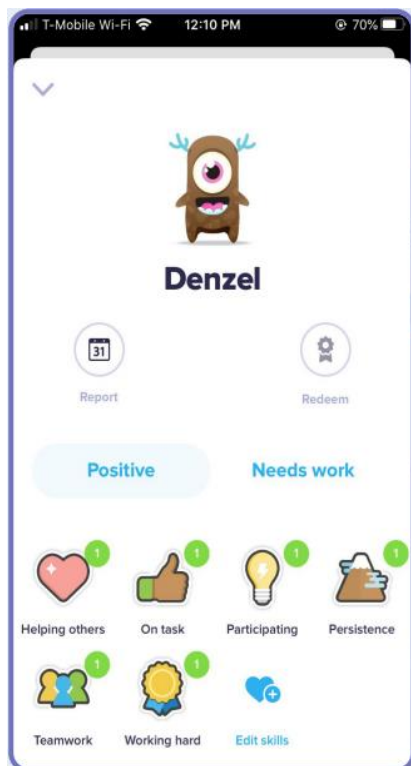 T-Mobile Wi-Fi 12:10 PM 70%
Denzel
31
Report Redeem
Positive Needs work
1 1 1 1
Helping others On task Participating Persistence
1 1
Teamwork Working hard Edit skills